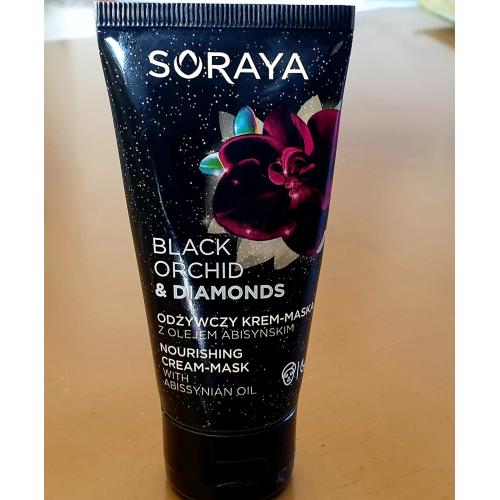 SORAYA
BLACK
ORCHID
& DIAMONDS
ODŻYWCZY KREM-MASKA
Z OLEJEM ABISYŃSKIM
NOURISHING
CREAM-MASK
WITH
ABISSYNIAN OIL